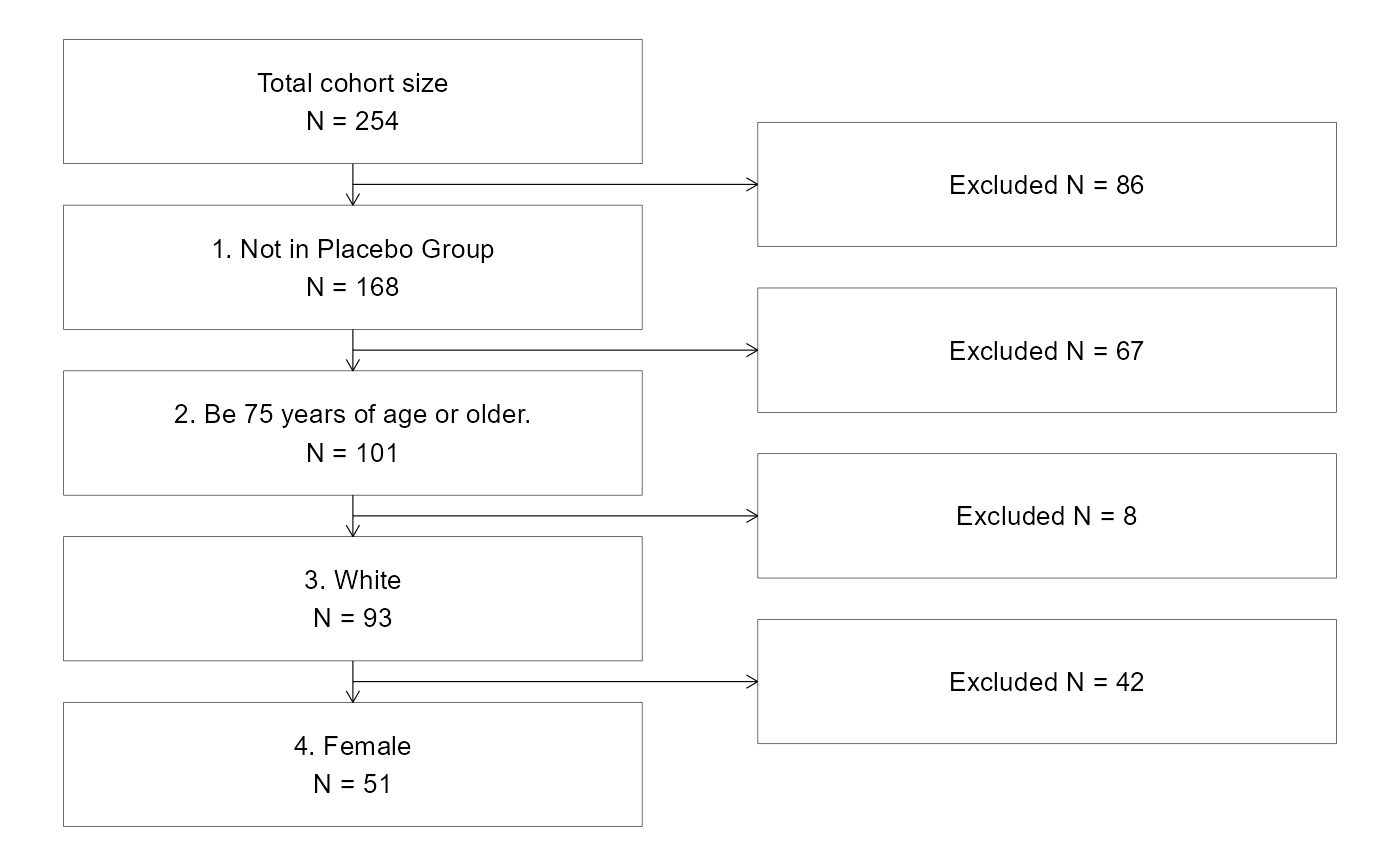 Total cohort size
N = 254
Excluded N = 86
1. Not in Placebo Group
N = 168
Excluded N = 67
2. Be 75 years of age or older.
N = 101
Excluded N = 8
3. White
N = 93
Excluded N = 42
4. Female
N = 51